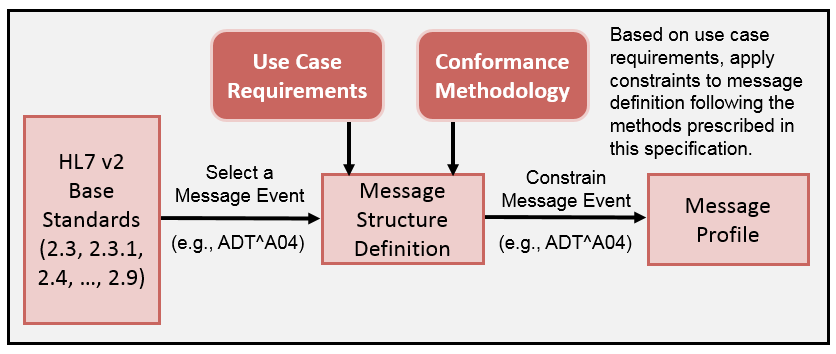 Use Case
Requirements
Conformance
Methodology
Based on use case
requirements, apply
constraints to message
definition following the
methods prescribed in
this specification.
HL7 v2
Base
Standards
(2.3, 2.3.1,
2.4, …, 2.9)
Select a
Message Event
(e.g., ADT^A04)
Message
Structure
Definition
Constrain
Message Event
(e.g., ADT^A04)
Message
Profile